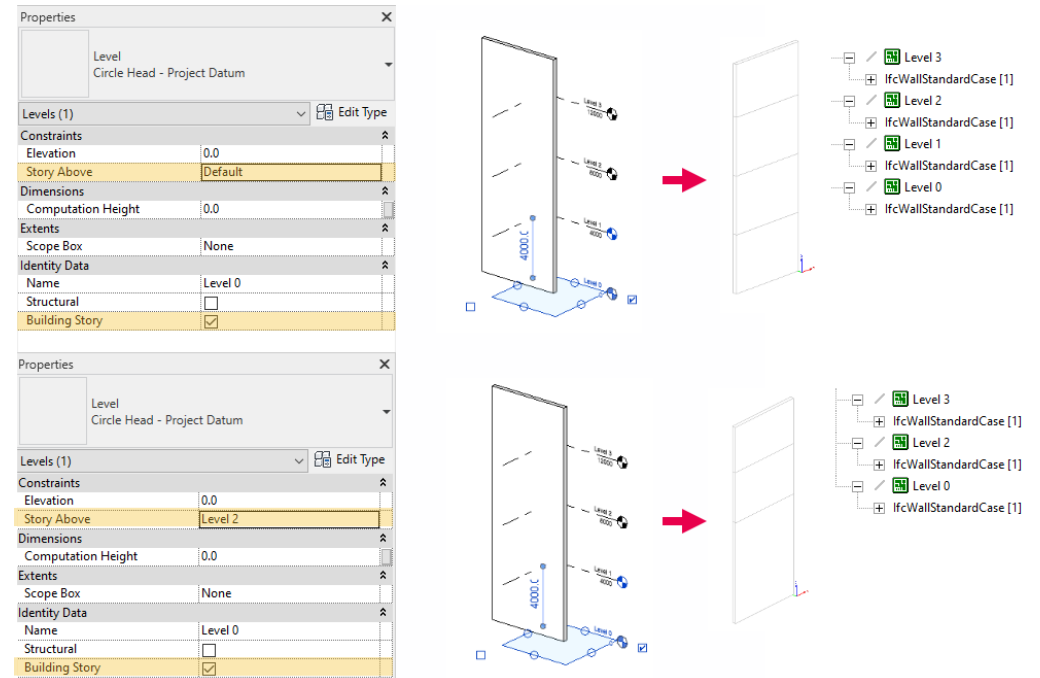 Properties
Level
Circle Head - Project Datum
Levels (1)
Edit Type
Constraints
Elevation 0.0
Story Above Default
Dimensions
Computation Height 0.0
Extents
Scope Box None
Identity Data
Name Level 0
Structural
Building Story
Level 3
12000
Level 2
8000
Level 1
4000
4000.0
Level 0
0
Level 3
IfcWallStandardCase [1]
Level 2
IfcWallStandardCase [1]
Level 1
IfcWallStandardCase [1]
Level 0
IfcWallStandardCase [1]
Properties
Level
Circle Head - Project Datum
Levels (1)
Edit Type
Constraints
Elevation 0.0
Story Above Level 2
Dimensions
Computation Height 0.0
Extents
Scope Box None
Identity Data
Name Level 0
Structural
Building Story
Level 3
12000
Level 2
8000
Level 1
4000
4000.0
Level 0
0
Level 3
IfcWallStandardCase [1]
Level 2
IfcWallStandardCase [1]
Level 0
IfcWallStandardCase [1]